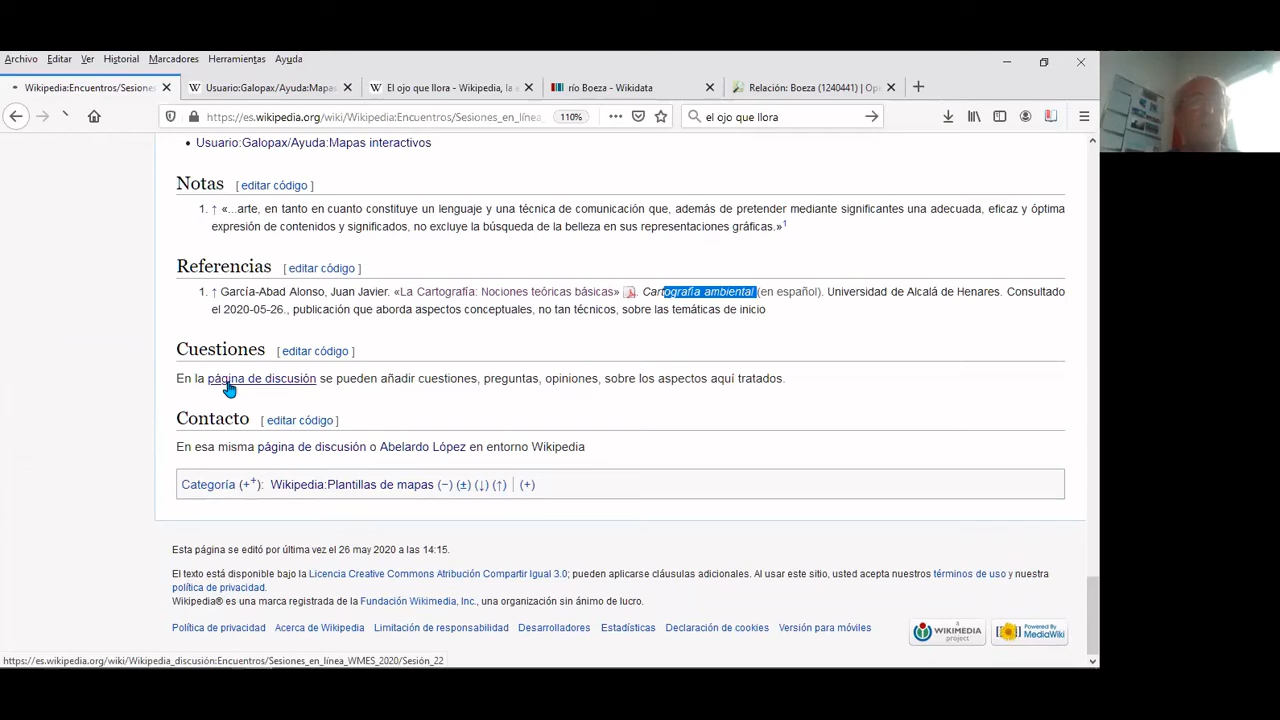 Archivo Editar Ver Historial Marcadores Herramientas Ayuda
Wikipedia:Encuentros/Sesiones Usuario:Galopax/Ayuda:Mapas El ojo que llora - Wikipedia, la e río Boeza - Wikidata Relación: Boeza (1240441) | Op
https://es.wikipedia.org/wiki/Wikipedia:Encuentros/Sesiones_en_línea_ 110% el ojo que llora
• Usuario:Galopax/Ayuda:Mapas interactivos
Notas [ editar código ]
1. ↑ «...arte, en tanto en cuanto constituye un lenguaje y una técnica de comunicación que, además de pretender mediante significantes una adecuada, eficaz y óptima
expresión de contenidos y significados, no excluye la búsqueda de la belleza en sus representaciones gráficas.»1
Referencias [ editar código ]
1. ↑ García-Abad Alonso, Juan Javier. «La Cartografía: Nociones teóricas básicas» . Cartografía ambiental (en español). Universidad de Alcalá de Henares. Consultado
el 2020-05-26., publicación que aborda aspectos conceptuales, no tan técnicos, sobre las temáticas de inicio
Cuestiones [ editar código ]
En la página de discusión se pueden añadir cuestiones, preguntas, opiniones, sobre los aspectos aquí tratados.
Contacto [ editar código ]
En esa misma página de discusión o Abelardo López en entorno Wikipedia
Categoría (++): Wikipedia:Plantillas de mapas (−) (±) (↓) (↑) | (+)
Esta página se editó por última vez el 26 may 2020 a las 14:15.
El texto está disponible bajo la Licencia Creative Commons Atribución Compartir Igual 3.0; pueden aplicarse cláusulas adicionales. Al usar este sitio, usted acepta nuestros términos de uso y nuestra
política de privacidad.
Wikipedia® es una marca registrada de la Fundación Wikimedia, Inc., una organización sin ánimo de lucro.
Política de privacidad Acerca de Wikipedia Limitación de responsabilidad Desarrolladores Estadísticas Declaración de cookies Versión para móviles
A WIKIMEDIA project Powered By MediaWiki
https://es.wikipedia.org/wiki/Wikipedia_discusión:Encuentros/Sesiones_en_línea_WMES_2020/Sesión_22